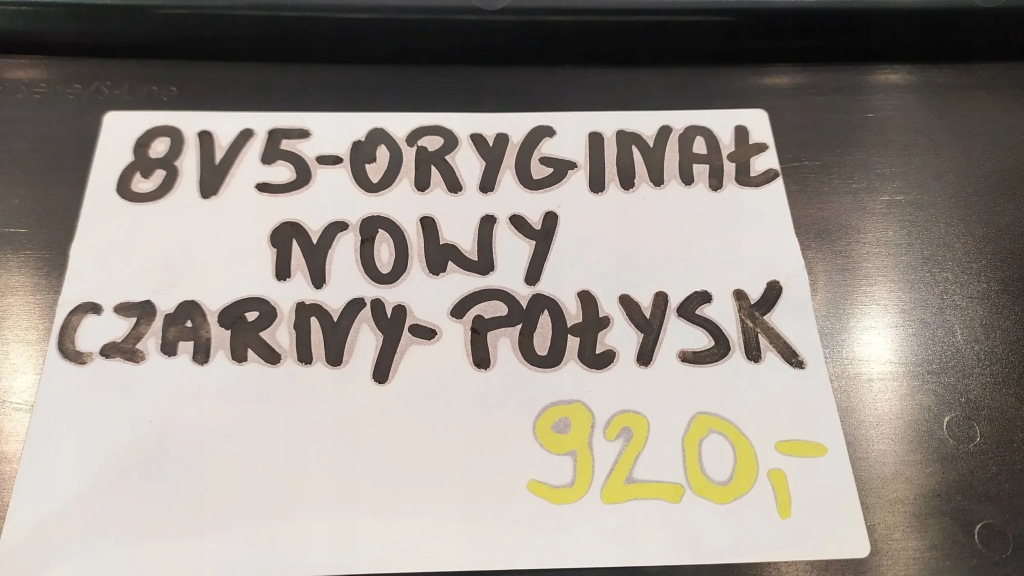 8V5-ORYGINAŁ
NOWY
CZARNY-POŁYSK
920,-